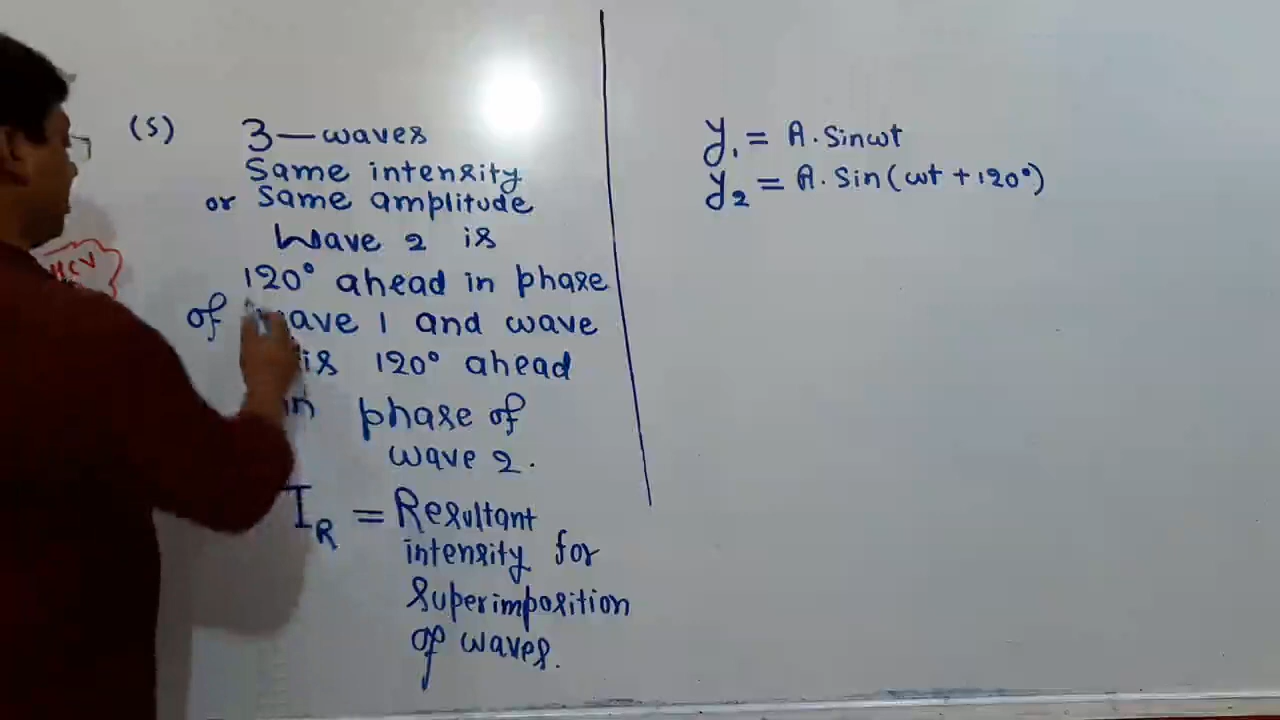 (5) 3 — waves
Same intensity
or same amplitude
Wave 2 is
120° ahead in phase
of wave 1 and wave
is 120° ahead
in phase of
wave 2.
I_R = Resultant
intensity for
superimposition
of waves.
y₁ = A · Sinωt
y₂ = A · Sin(ωt + 120°)
HCV